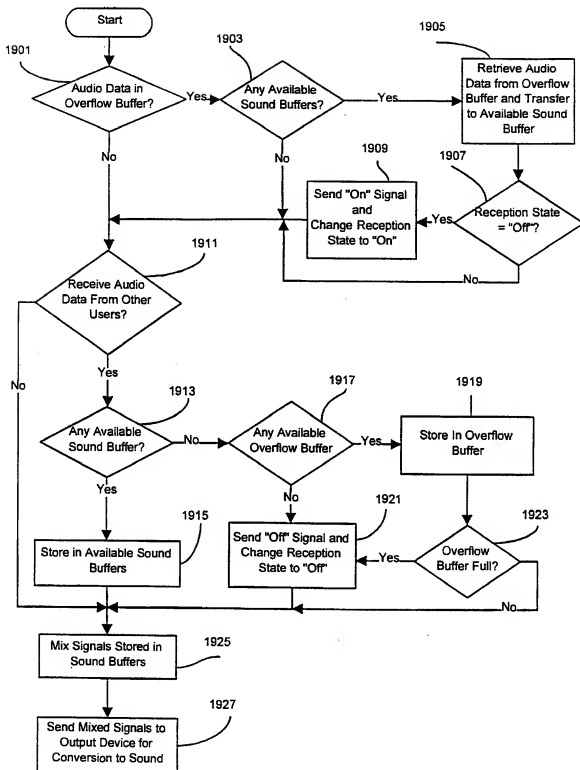 Start
1901
1903
1905
Audio Data in
Overflow Buffer?
Yes
Any Available
Sound Buffers?
Yes
Retrieve Audio
Data from Overflow
Buffer and Transfer
to Available Sound
Buffer
No
No
1909
1907
Send "On" Signal
and
Change Reception
State to "On"
Yes
Reception State
= "Off"?
No
1911
Receive Audio
Data From Other
Users?
No
Yes
1913
1917
1919
Any Available
Sound Buffer?
No
Any Available
Overflow Buffer
Yes
Store In Overflow
Buffer
Yes
No
1915
1921
1923
Store in Available Sound
Buffers
Send "Off" Signal and
Change Reception
State to "Off"
Yes
Overflow
Buffer Full?
No
Mix Signals Stored in
Sound Buffers
1925
Send Mixed Signals to
Output Device for
Conversion to Sound
1927